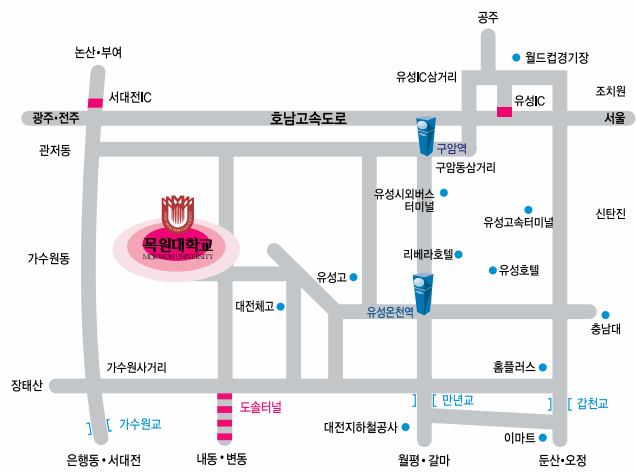 공주
논산•부여
월드컵경기장
유성IC삼거리
서대전IC
유성IC
조치원
광주•전주
호남고속도로
서울
관저동
구암역
구암동삼거리
유성시외버스
터미널
유성고속터미널
신탄진
목원대학교
MOKWON UNIVERSITY
가수원동
리베라호텔
유성호텔
유성고
대전체고
유성온천역
충남대
가수원사거리
홈플러스
장태산
만년교
갑천교
도솔터널
가수원교
대전지하철공사
이마트
은행동•서대전
내동•변동
월평•갈마
둔산•오정